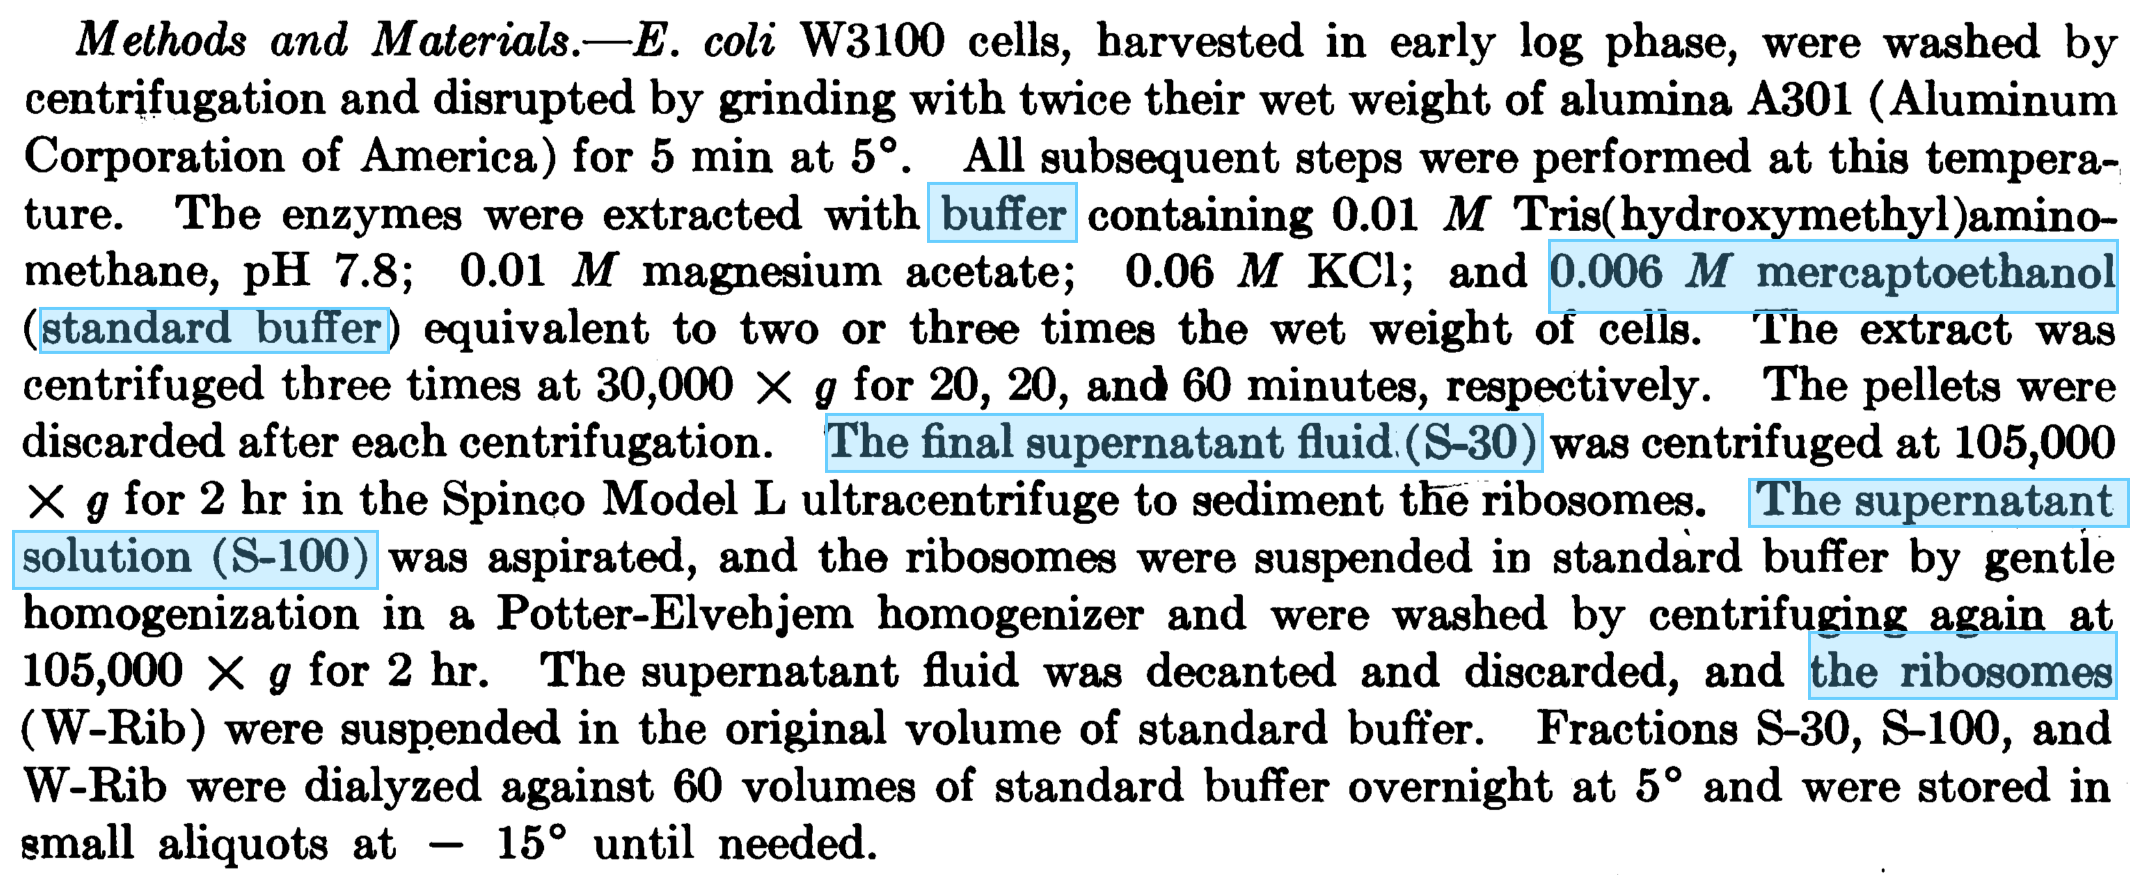 Methods and Materials.—E. coli W3100 cells, harvested in early log phase, were washed by
centrifugation and disrupted by grinding with twice their wet weight of alumina A301 (Aluminum
Corporation of America) for 5 min at 5°. All subsequent steps were performed at this tempera-
ture. The enzymes were extracted with buffer containing 0.01 M Tris(hydroxymethyl)amino-
methane, pH 7.8; 0.01 M magnesium acetate; 0.06 M KCl; and 0.006 M mercaptoethanol
(standard buffer) equivalent to two or three times the wet weight of cells. The extract was
centrifuged three times at 30,000 × g for 20, 20, and 60 minutes, respectively. The pellets were
discarded after each centrifugation. The final supernatant fluid (S-30) was centrifuged at 105,000
× g for 2 hr in the Spinco Model L ultracentrifuge to sediment the ribosomes. The supernatant
solution (S-100) was aspirated, and the ribosomes were suspended in standard buffer by gentle
homogenization in a Potter-Elvehjem homogenizer and were washed by centrifuging again at
105,000 × g for 2 hr. The supernatant fluid was decanted and discarded, and the ribosomes
(W-Rib) were suspended in the original volume of standard buffer. Fractions S-30, S-100, and
W-Rib were dialyzed against 60 volumes of standard buffer overnight at 5° and were stored in
small aliquots at − 15° until needed.